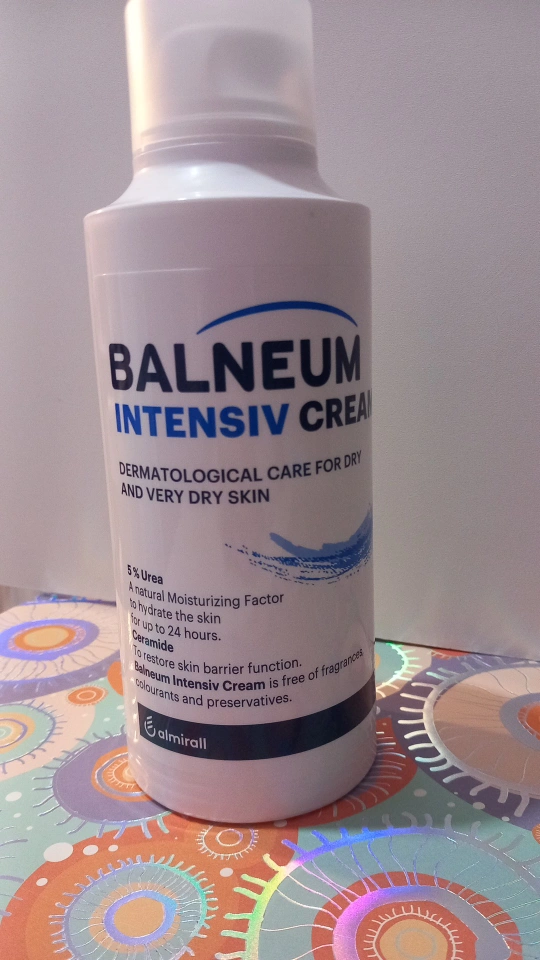 BALNEUM
INTENSIV CREAM
DERMATOLOGICAL CARE FOR DRY
AND VERY DRY SKIN
5% Urea
A natural Moisturizing Factor
to hydrate the skin
for up to 24 hours.
Ceramide
To restore skin barrier function.
Balneum Intensiv Cream is free of fragrances,
colourants and preservatives.
almirall